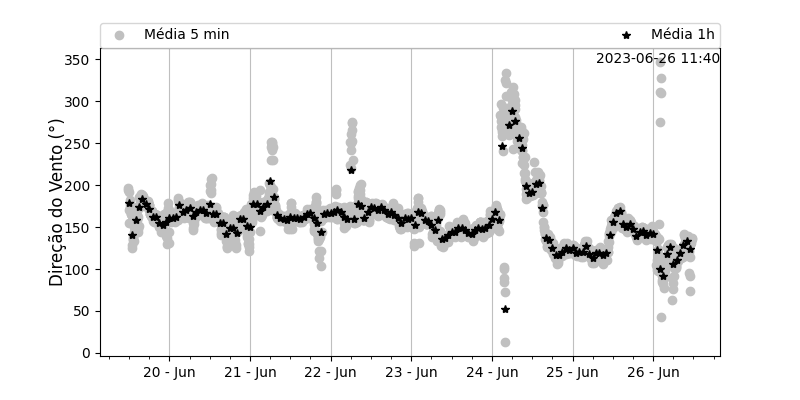 Média 5 min
Média 1h
2023-06-26 11:40
Direção do Vento (°)
350
300
250
200
150
100
50
0
20 - Jun
21 - Jun
22 - Jun
23 - Jun
24 - Jun
25 - Jun
26 - Jun